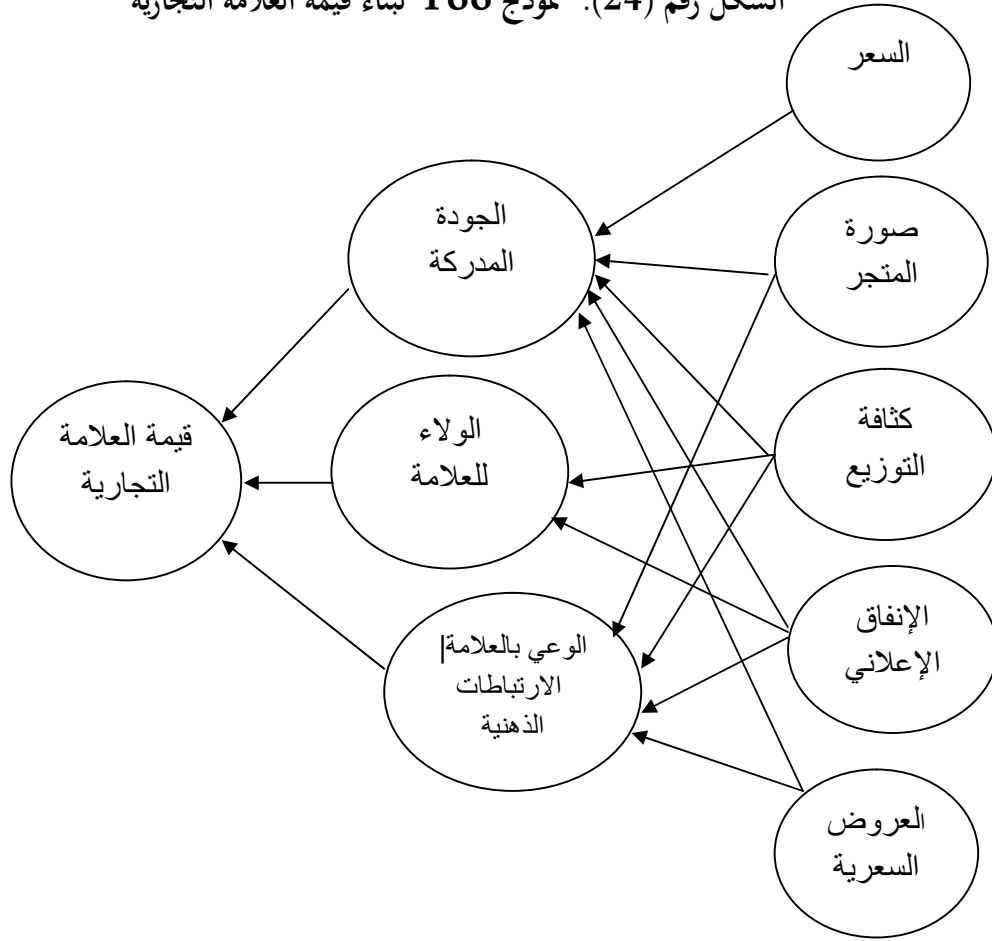 الشكل رقم (24): نموذج Yoo لبناء قيمة العلامة التجارية
السعر
صورة
المتجر
كثافة
التوزيع
الإنفاق
الإعلاني
العروض
السعرية
الجودة
المدركة
الولاء
للعلامة
الوعي بالعلامة|
الارتباطات
الذهنية
قيمة العلامة
التجارية